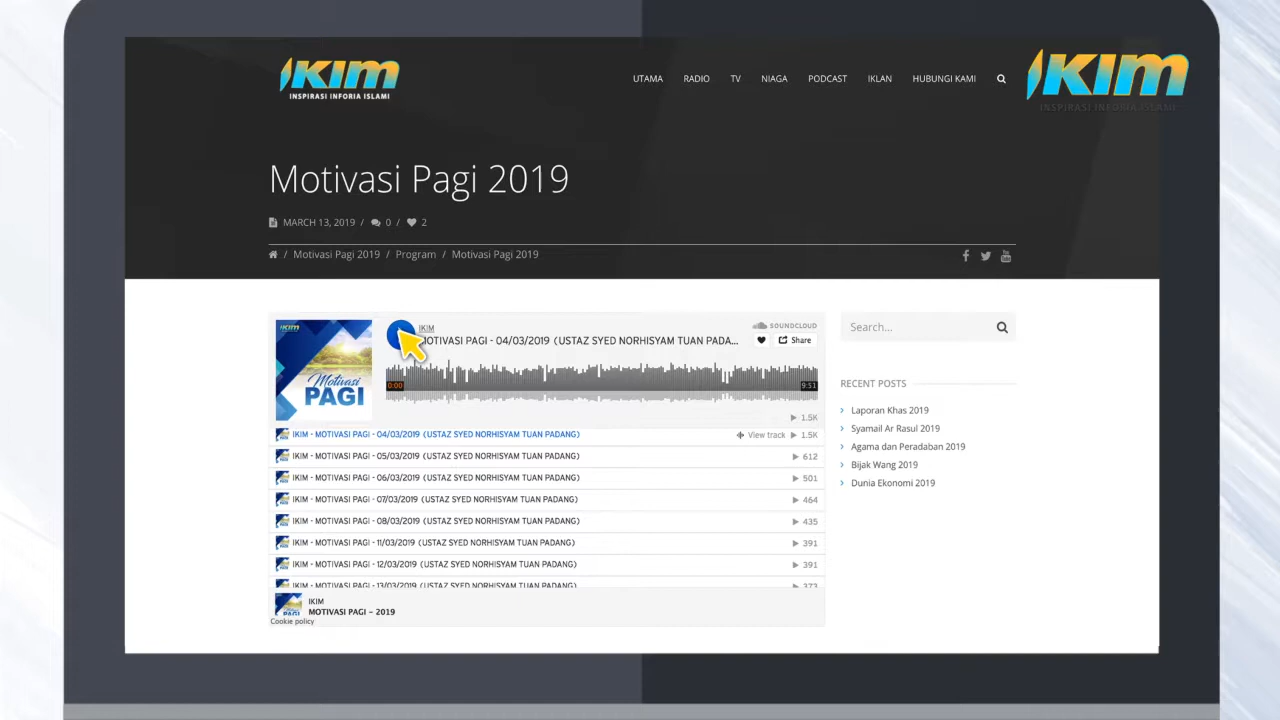 IKIM
INSPIRASI INFORIA ISLAMI
UTAMA RADIO TV NIAGA PODCAST IKLAN HUBUNGI KAMI
IKIM
INSPIRASI INFORIA ISLAMI
Motivasi Pagi 2019
MARCH 13, 2019 / 0 / 2
/ Motivasi Pagi 2019 / Program / Motivasi Pagi 2019
IKIM
Motivasi
PAGI
IKIM
SOUNDCLOUD
MOTIVASI PAGI - 04/03/2019 (USTAZ SYED NORHISYAM TUAN PADA...
Share
0:00
9:51
1.5K
IKIM - MOTIVASI PAGI - 04/03/2019 (USTAZ SYED NORHISYAM TUAN PADANG) View track 1.5K
IKIM - MOTIVASI PAGI - 05/03/2019 (USTAZ SYED NORHISYAM TUAN PADANG) 612
IKIM - MOTIVASI PAGI - 06/03/2019 (USTAZ SYED NORHISYAM TUAN PADANG) 501
IKIM - MOTIVASI PAGI - 07/03/2019 (USTAZ SYED NORHISYAM TUAN PADANG) 464
IKIM - MOTIVASI PAGI - 08/03/2019 (USTAZ SYED NORHISYAM TUAN PADANG) 435
IKIM - MOTIVASI PAGI - 11/03/2019 (USTAZ SYED NORHISYAM TUAN PADANG) 391
IKIM - MOTIVASI PAGI - 12/03/2019 (USTAZ SYED NORHISYAM TUAN PADANG) 391
IKIM - MOTIVASI PAGI - 13/03/2019 (USTAZ SYED NORHISYAM TUAN PADANG) 373
PAGI
IKIM
MOTIVASI PAGI – 2019
Cookie policy
Search...
RECENT POSTS
Laporan Khas 2019
Syamail Ar Rasul 2019
Agama dan Peradaban 2019
Bijak Wang 2019
Dunia Ekonomi 2019